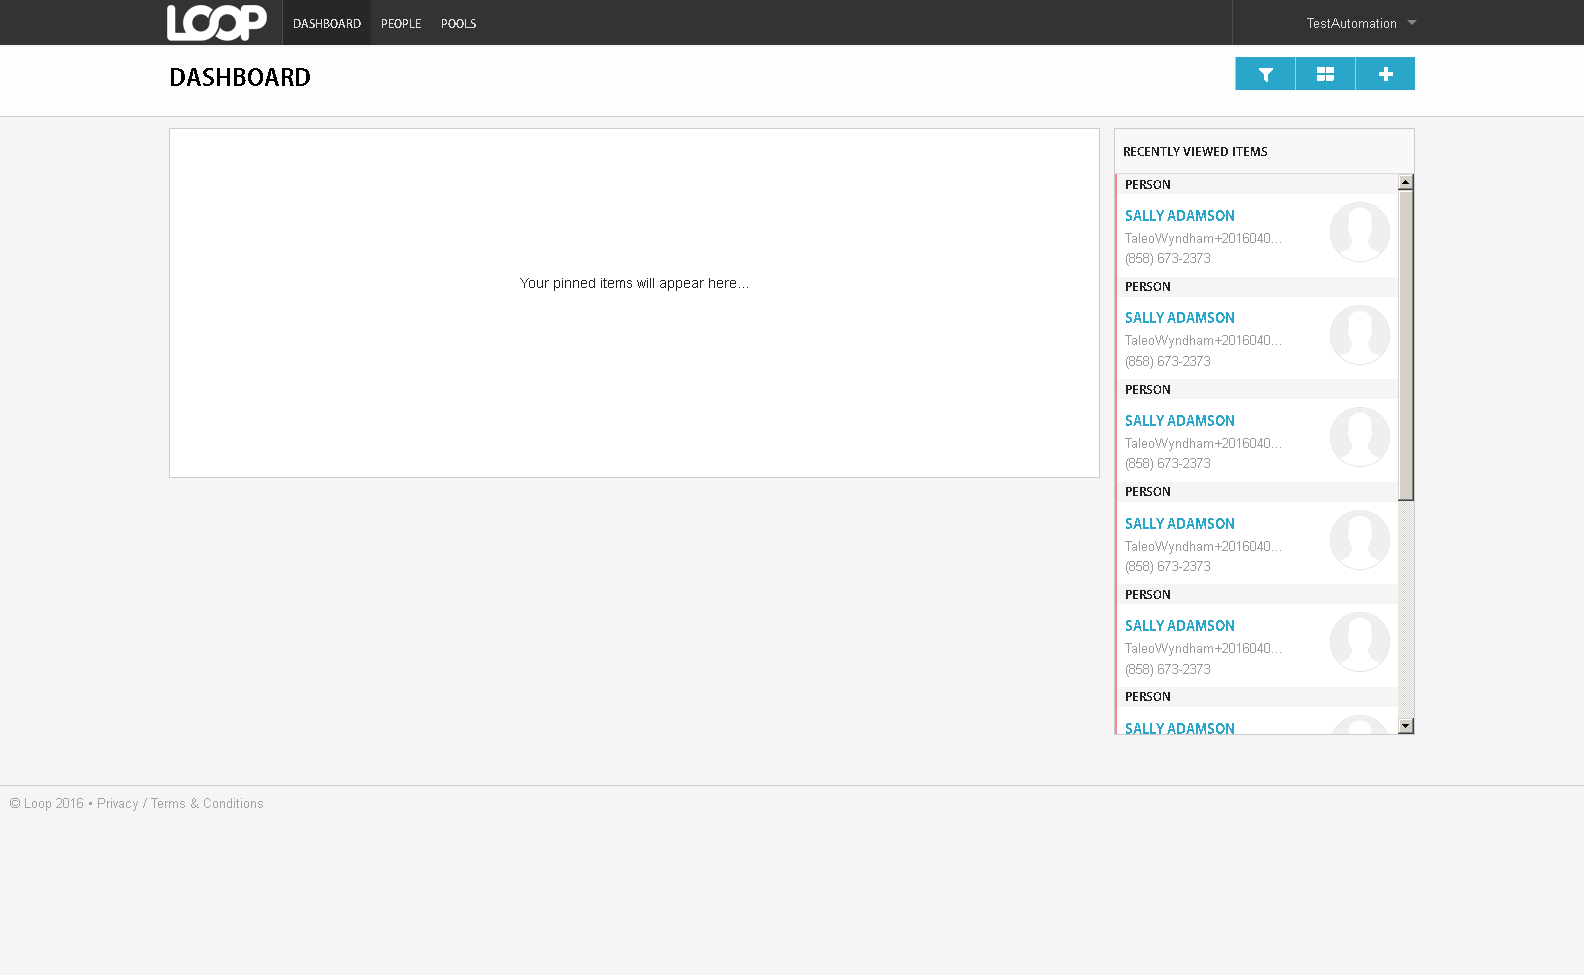 LOOP DASHBOARD PEOPLE POOLS TestAutomation
DASHBOARD
Your pinned items will appear here...
RECENTLY VIEWED ITEMS
PERSON
SALLY ADAMSON
TaleoWyndham+2016040...
(858) 673-2373
PERSON
SALLY ADAMSON
TaleoWyndham+2016040...
(858) 673-2373
PERSON
SALLY ADAMSON
TaleoWyndham+2016040...
(858) 673-2373
PERSON
SALLY ADAMSON
TaleoWyndham+2016040...
(858) 673-2373
PERSON
SALLY ADAMSON
TaleoWyndham+2016040...
(858) 673-2373
PERSON
SALLY ADAMSON
© Loop 2016 • Privacy / Terms & Conditions